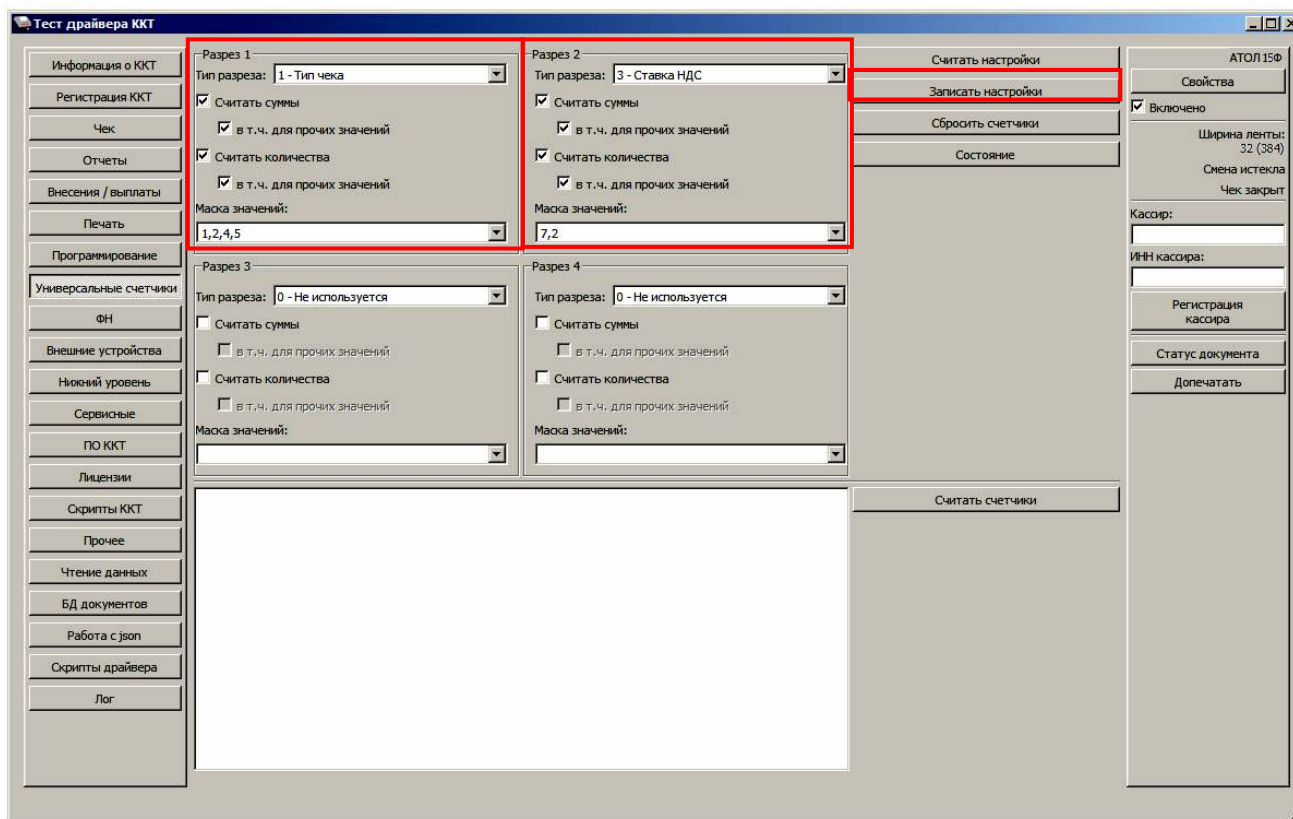 Тест драйвера ККТ
Информация о ККТ
Регистрация ККТ
Чек
Отчеты
Внесения / выплаты
Печать
Программирование
Универсальные счетчики
ФН
Внешние устройства
Нижний уровень
Сервисные
ПО ККТ
Лицензии
Скрипты ККТ
Прочее
Чтение данных
БД документов
Работа с json
Скрипты драйвера
Лог
Разрез 1
Тип разреза: 1 - Тип чека
Считать суммы
в т.ч. для прочих значений
Считать количества
в т.ч. для прочих значений
Маска значений:
1,2,4,5
Разрез 2
Тип разреза: 3 - Ставка НДС
Считать суммы
в т.ч. для прочих значений
Считать количества
в т.ч. для прочих значений
Маска значений:
7,2
Разрез 3
Тип разреза: 0 - Не используется
Считать суммы
в т.ч. для прочих значений
Считать количества
в т.ч. для прочих значений
Маска значений:
Разрез 4
Тип разреза: 0 - Не используется
Считать суммы
в т.ч. для прочих значений
Считать количества
в т.ч. для прочих значений
Маска значений:
Считать настройки
Записать настройки
Сбросить счетчики
Состояние
Считать счетчики
АТОЛ 15Ф
Свойства
Включено
Ширина ленты:
32 (384)
Смена истекла
Чек закрыт
Кассир:
ИНН кассира:
Регистрация
кассира
Статус документа
Допечатать